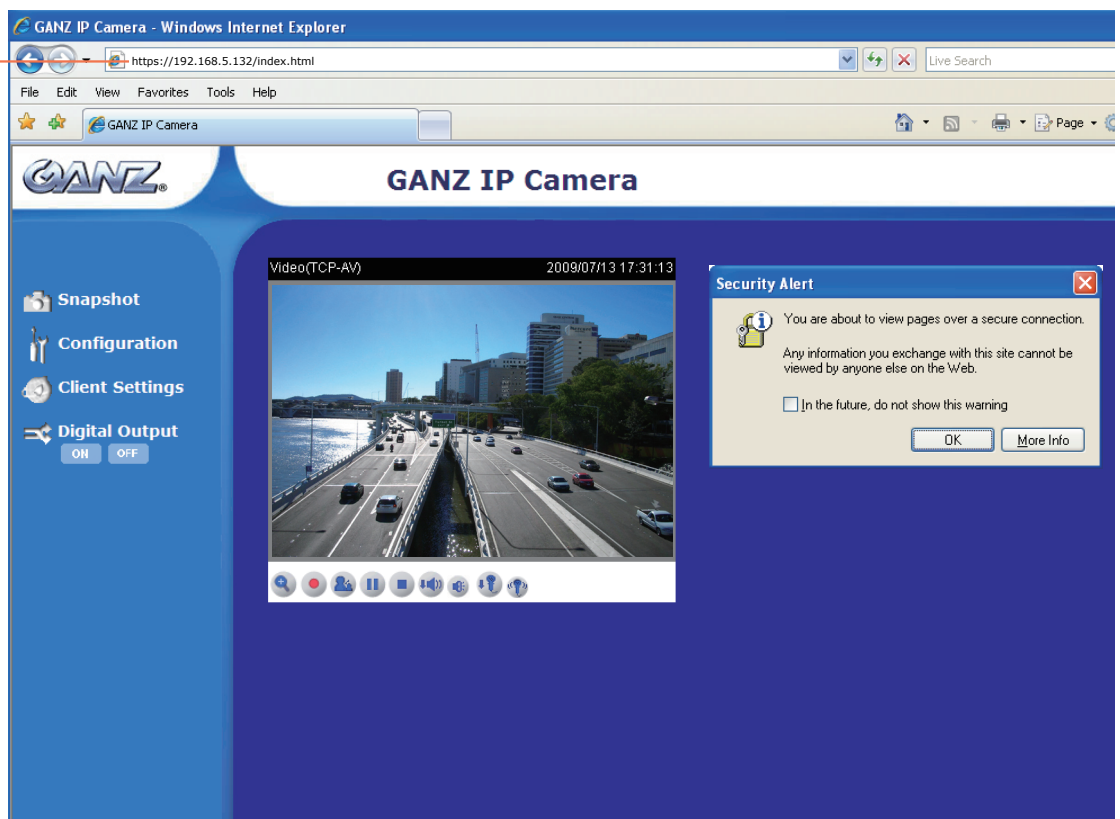 GANZ IP Camera - Windows Internet Explorer
https://192.168.5.132/index.html
Live Search
File Edit View Favorites Tools Help
GANZ IP Camera
Page
GANZ®
GANZ IP Camera
Snapshot
Configuration
Client Settings
Digital Output
ON OFF
Video(TCP-AV) 2009/07/13 17:31:13
Security Alert
You are about to view pages over a secure connection.
Any information you exchange with this site cannot be
viewed by anyone else on the Web.
In the future, do not show this warning
OK More Info